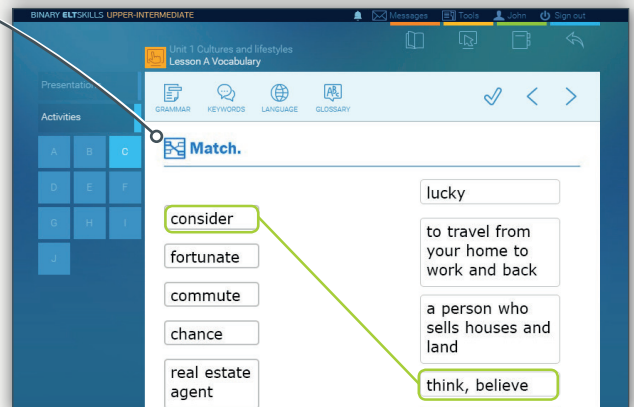 BINARY ELTSKILLS UPPER-INTERMEDIATE
Messages
Tools
John
Sign out
Unit 1 Cultures and lifestyles
Lesson A Vocabulary
Presentation
Activities
GRAMMAR
KEYWORDS
LANGUAGE
GLOSSARY
A B C
D E F
G H I
J
Match.
consider
fortunate
commute
chance
real estate
agent
lucky
to travel from
your home to
work and back
a person who
sells houses and
land
think, believe